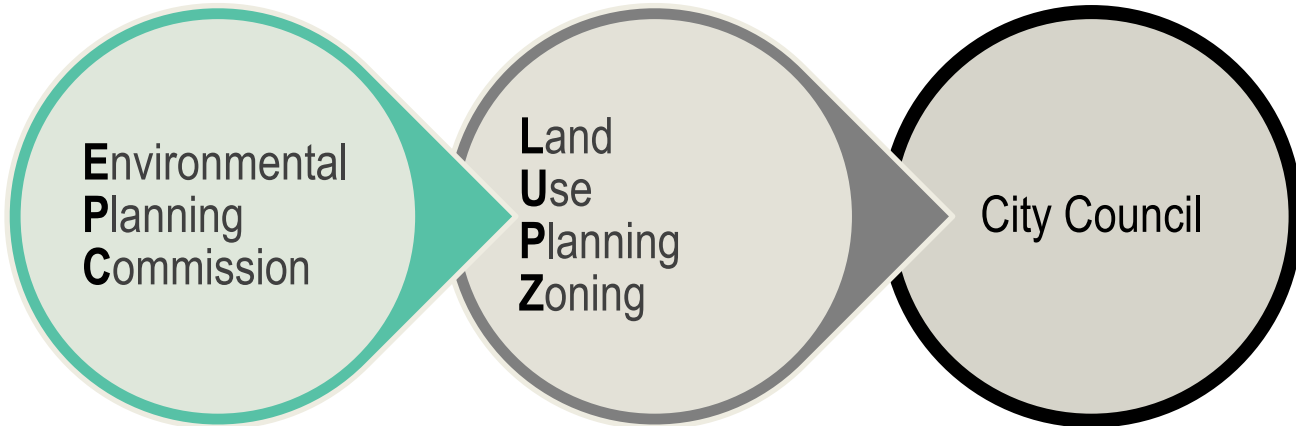 Environmental
Planning
Commission
Land
Use
Planning
Zoning
City Council